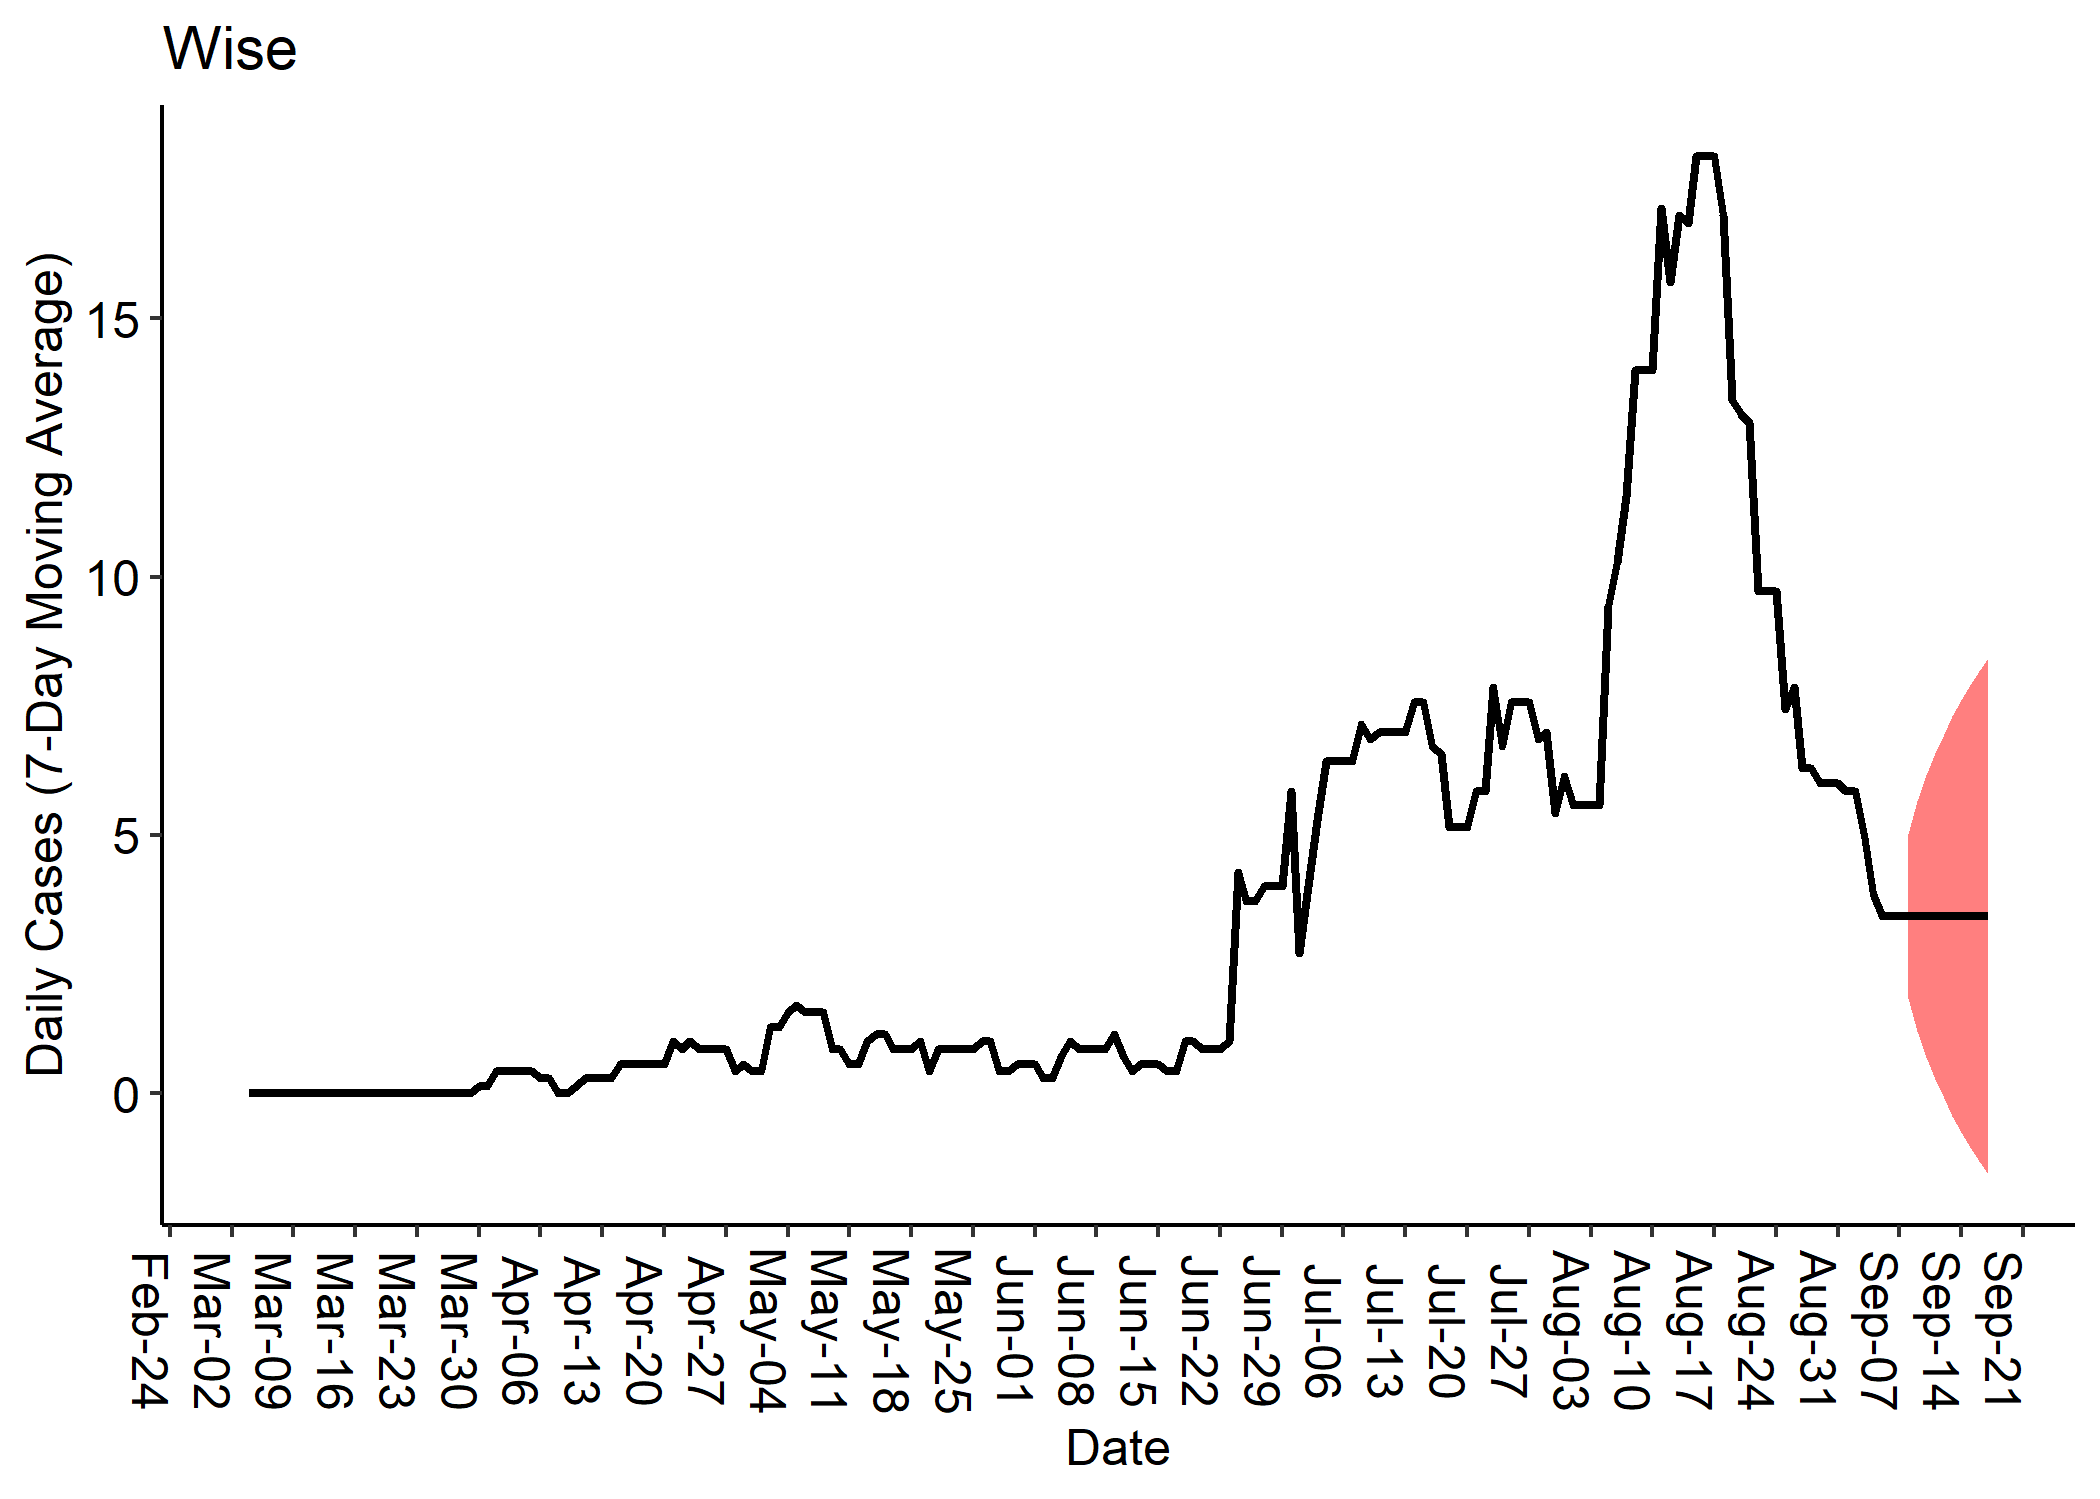 Wise
Daily Cases (7-Day Moving Average)
15
10
5
0
Feb-24
Mar-02
Mar-09
Mar-16
Mar-23
Mar-30
Apr-06
Apr-13
Apr-20
Apr-27
May-04
May-11
May-18
May-25
Jun-01
Jun-08
Jun-15
Jun-22
Jun-29
Jul-06
Jul-13
Jul-20
Jul-27
Aug-03
Aug-10
Aug-17
Aug-24
Aug-31
Sep-07
Sep-14
Sep-21
Date